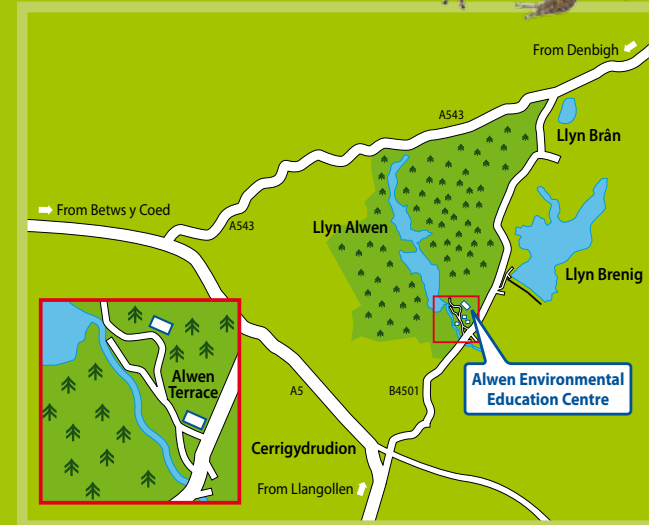 From Denbigh
A543
Llyn Brân
From Betws y Coed
A543
Llyn Alwen
Llyn Brenig
Alwen
Terrace
Alwen Environmental
Education Centre
A5
B4501
Cerrigydrudion
From Llangollen